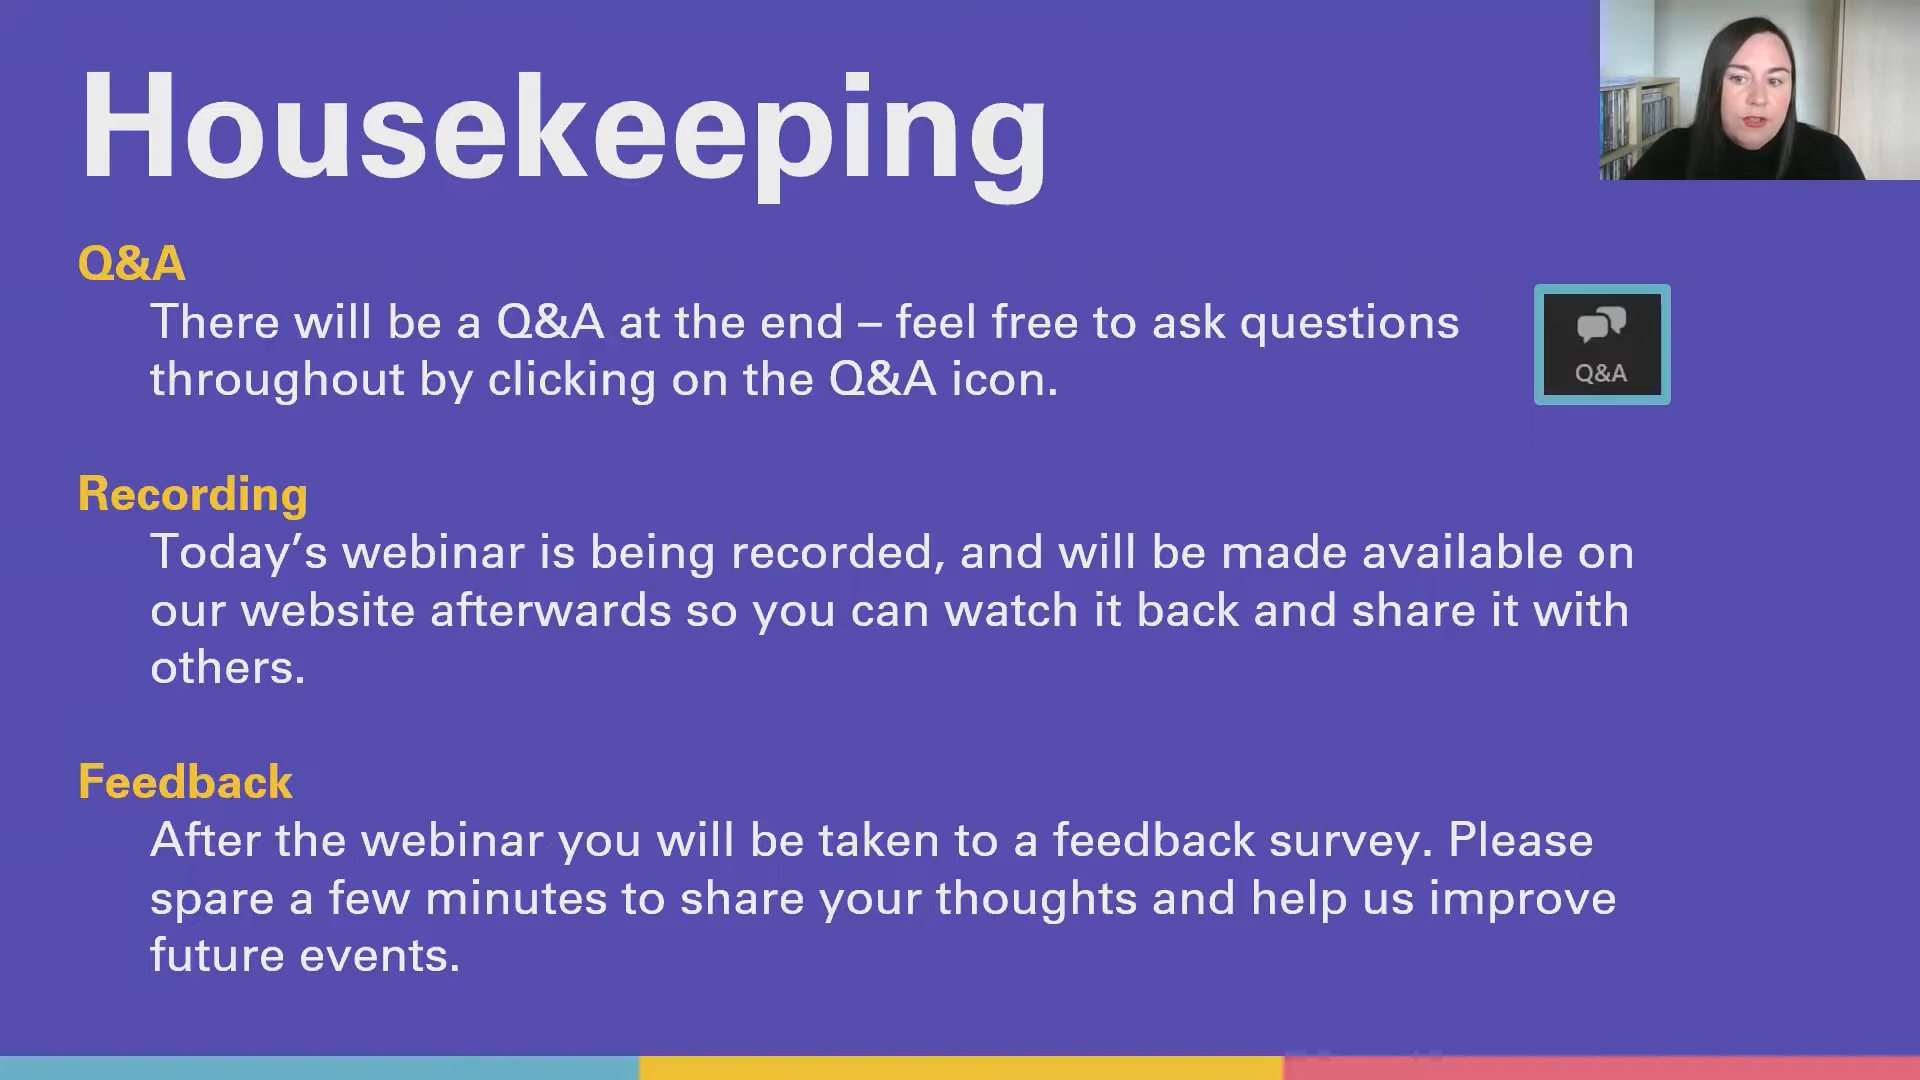 Housekeeping
Q&A
There will be a Q&A at the end – feel free to ask questions
throughout by clicking on the Q&A icon.
Q&A
Recording
Today’s webinar is being recorded, and will be made available on
our website afterwards so you can watch it back and share it with
others.
Feedback
After the webinar you will be taken to a feedback survey. Please
spare a few minutes to share your thoughts and help us improve
future events.